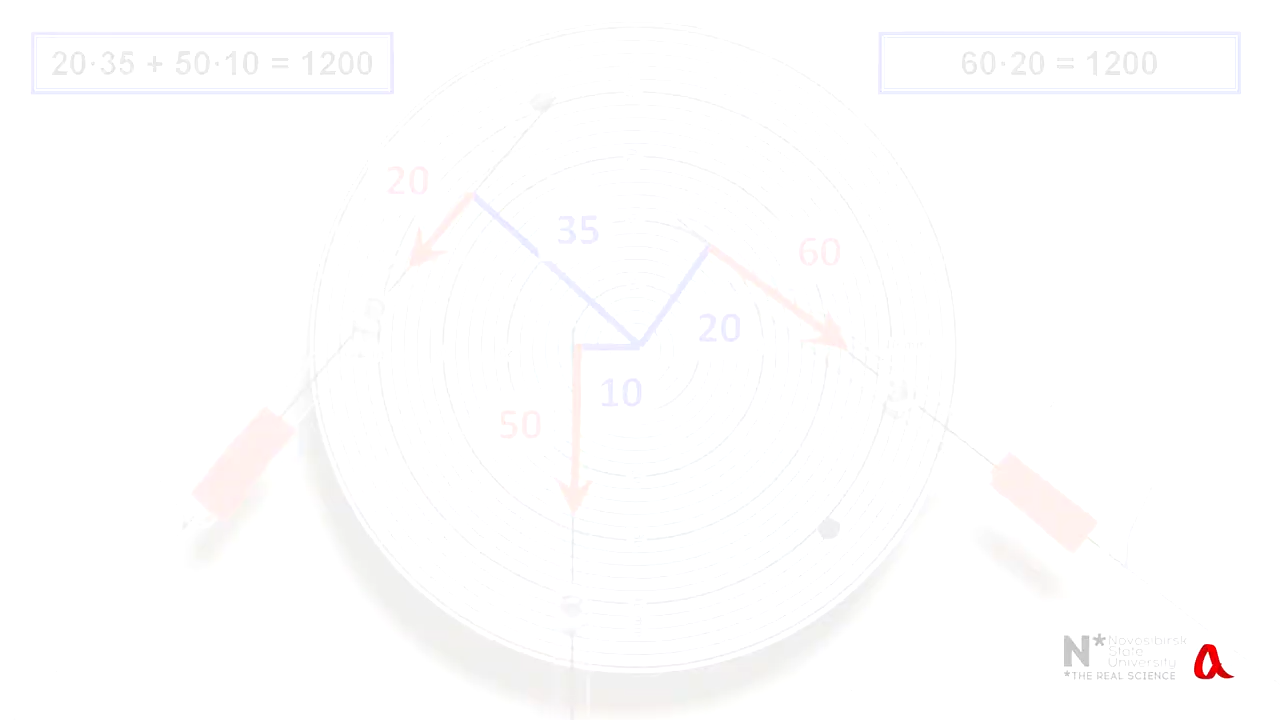 20·35 + 50·10 = 1200
60·20 = 1200
20
35
60
20
10
50
N* Novosibirsk
State
University
*THE REAL SCIENCE